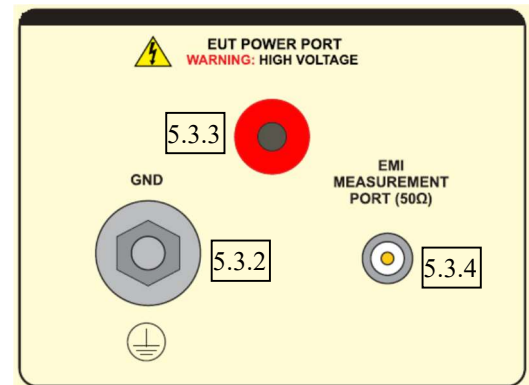 EUT POWER PORT
WARNING: HIGH VOLTAGE
5.3.3
GND
EMI
MEASUREMENT
PORT (50Ω)
5.3.2
5.3.4